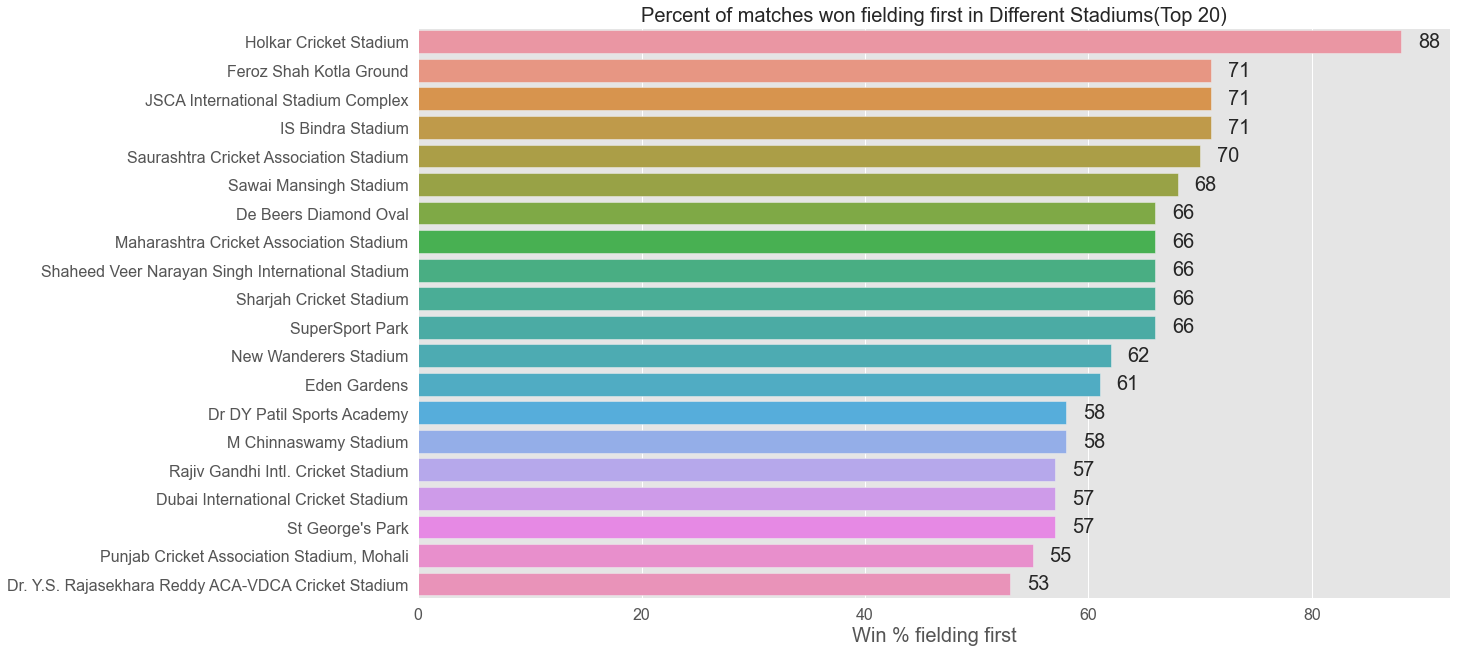 Percent of matches won fielding first in Different Stadiums(Top 20)
Holkar Cricket Stadium 88
Feroz Shah Kotla Ground 71
JSCA International Stadium Complex 71
IS Bindra Stadium 71
Saurashtra Cricket Association Stadium 70
Sawai Mansingh Stadium 68
De Beers Diamond Oval 66
Maharashtra Cricket Association Stadium 66
Shaheed Veer Narayan Singh International Stadium 66
Sharjah Cricket Stadium 66
SuperSport Park 66
New Wanderers Stadium 62
Eden Gardens 61
Dr DY Patil Sports Academy 58
M Chinnaswamy Stadium 58
Rajiv Gandhi Intl. Cricket Stadium 57
Dubai International Cricket Stadium 57
St George's Park 57
Punjab Cricket Association Stadium, Mohali 55
Dr. Y.S. Rajasekhara Reddy ACA-VDCA Cricket Stadium 53
0 20 40 60 80
Win % fielding first